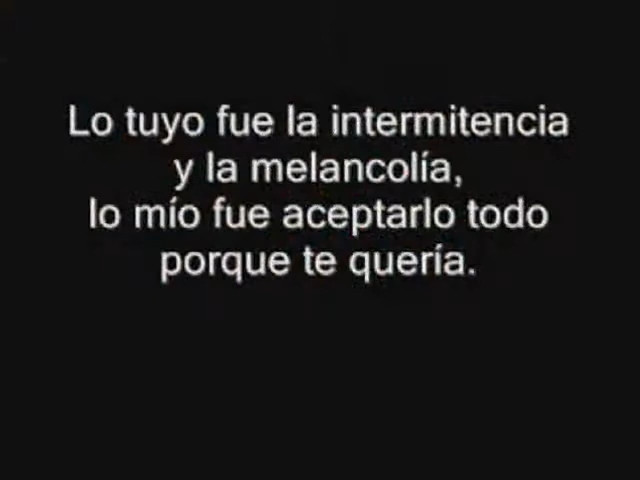 Lo tuyo fue la intermitencia
y la melancolía,
lo mío fue aceptarlo todo
porque te quería.